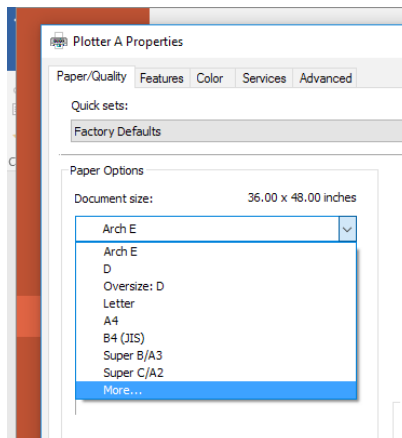 Plotter A Properties
Paper/Quality Features Color Services Advanced
Quick sets:
Factory Defaults
Paper Options
Document size: 36.00 x 48.00 inches
Arch E
Arch E
D
Oversize: D
Letter
A4
B4 (JIS)
Super B/A3
Super C/A2
More...